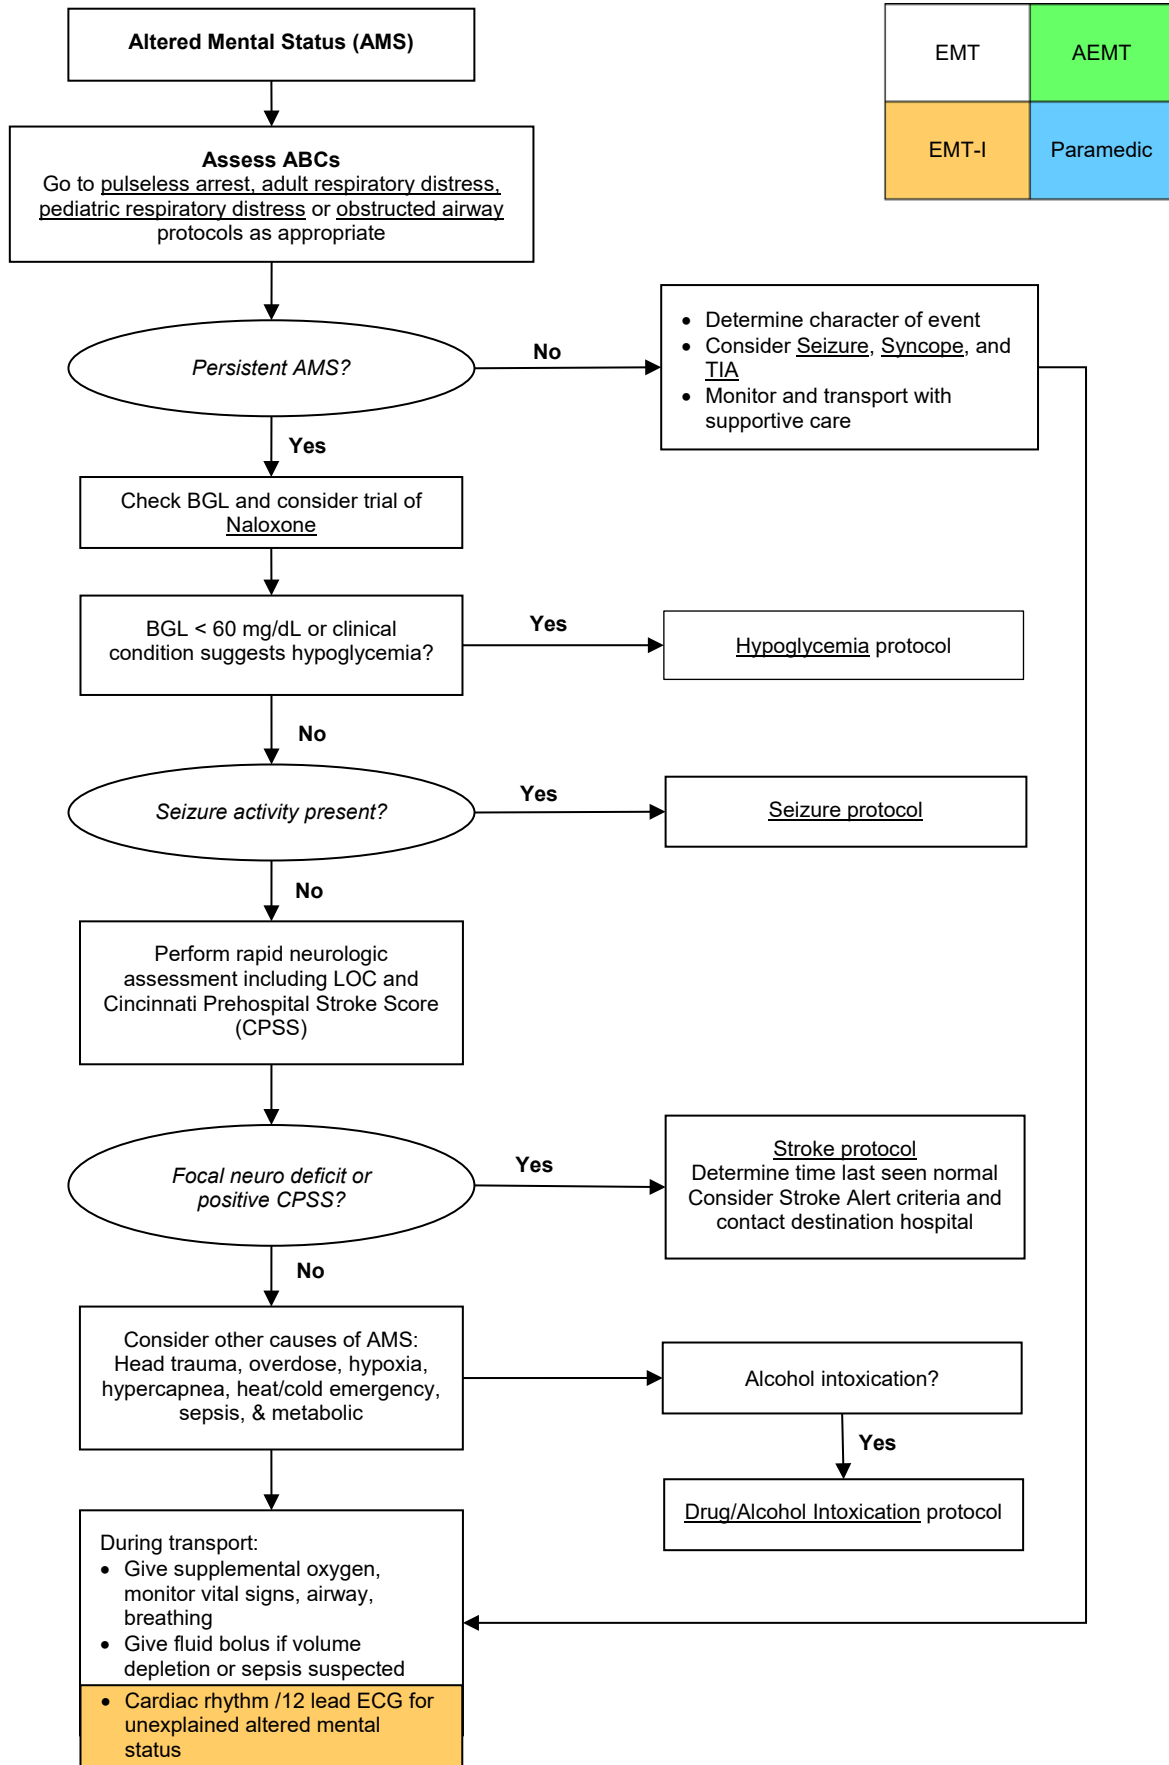 Altered Mental Status (AMS)
EMT
AEMT
EMT-I
Paramedic
Assess ABCs
Go to pulseless arrest, adult respiratory distress,
pediatric respiratory distress or obstructed airway
protocols as appropriate
Persistent AMS?
No
• Determine character of event
• Consider Seizure, Syncope, and
TIA
• Monitor and transport with
supportive care
Yes
Check BGL and consider trial of
Naloxone
BGL < 60 mg/dL or clinical
condition suggests hypoglycemia?
Yes
Hypoglycemia protocol
No
Seizure activity present?
Yes
Seizure protocol
No
Perform rapid neurologic
assessment including LOC and
Cincinnati Prehospital Stroke Score
(CPSS)
Focal neuro deficit or
positive CPSS?
Yes
Stroke protocol
Determine time last seen normal
Consider Stroke Alert criteria and
contact destination hospital
No
Consider other causes of AMS:
Head trauma, overdose, hypoxia,
hypercapnea, heat/cold emergency,
sepsis, & metabolic
Alcohol intoxication?
Yes
Drug/Alcohol Intoxication protocol
During transport:
• Give supplemental oxygen,
monitor vital signs, airway,
breathing
• Give fluid bolus if volume
depletion or sepsis suspected
• Cardiac rhythm /12 lead ECG for
unexplained altered mental
status